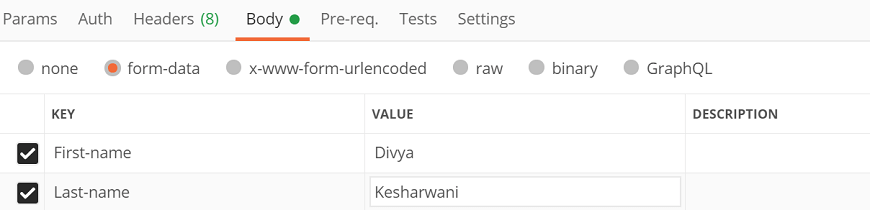 Params Auth Headers (8) Body Pre-req. Tests Settings
none form-data x-www-form-urlencoded raw binary GraphQL
KEY VALUE DESCRIPTION
First-name Divya
Last-name Kesharwani